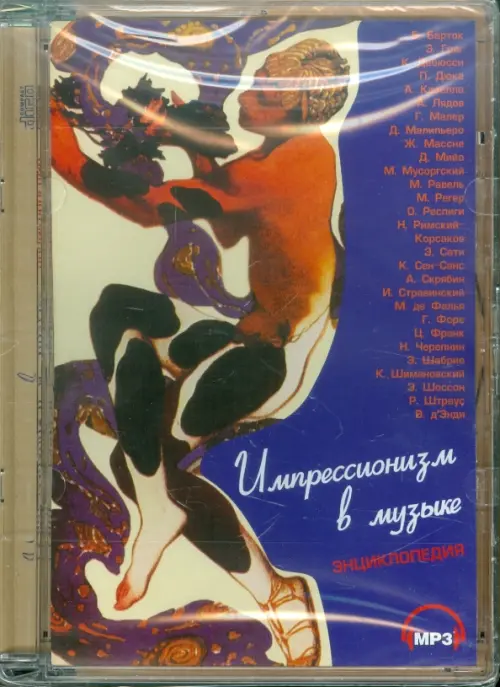 Б. Барток
Э. Григ
К. Дебюсси
П. Дюка
А. Казелла
А. Лядов
Г. Малер
Д. Малипьеро
Ж. Массне
Д. Мийо
М. Мусоргский
М. Равель
М. Регер
О. Респиги
Н. Римский-
Корсаков
Э. Сати
К. Сен-Санс
А. Скрябин
И. Стравинский
М. де Фалья
Г. Форе
Ц. Франк
Н. Черепнин
Э. Шабрие
К. Шимановский
Э. Шоссон
Р. Штраус
В. д'Энди
Импрессионизм
в музыке
ЭНЦИКЛОПЕДИЯ
MP3